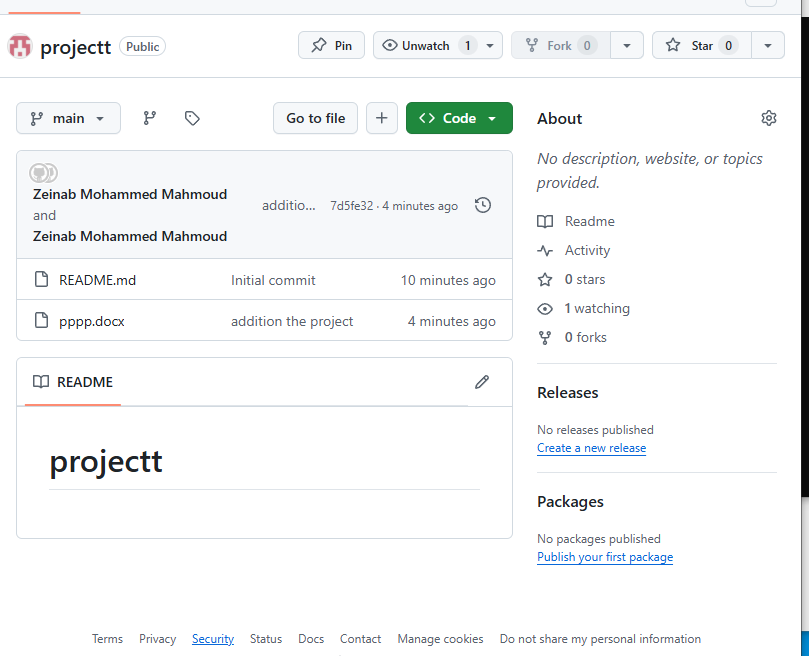 projectt Public Pin Unwatch 1 Fork 0 Star 0
main Go to file + Code
Zeinab Mohammed Mahmoud
and
Zeinab Mohammed Mahmoud
additio... 7d5fe32 · 4 minutes ago
README.md Initial commit 10 minutes ago
pppp.docx addition the project 4 minutes ago
README
projectt
About
No description, website, or topics
provided.
Readme
Activity
0 stars
1 watching
0 forks
Releases
No releases published
Create a new release
Packages
No packages published
Publish your first package
Terms Privacy Security Status Docs Contact Manage cookies Do not share my personal information